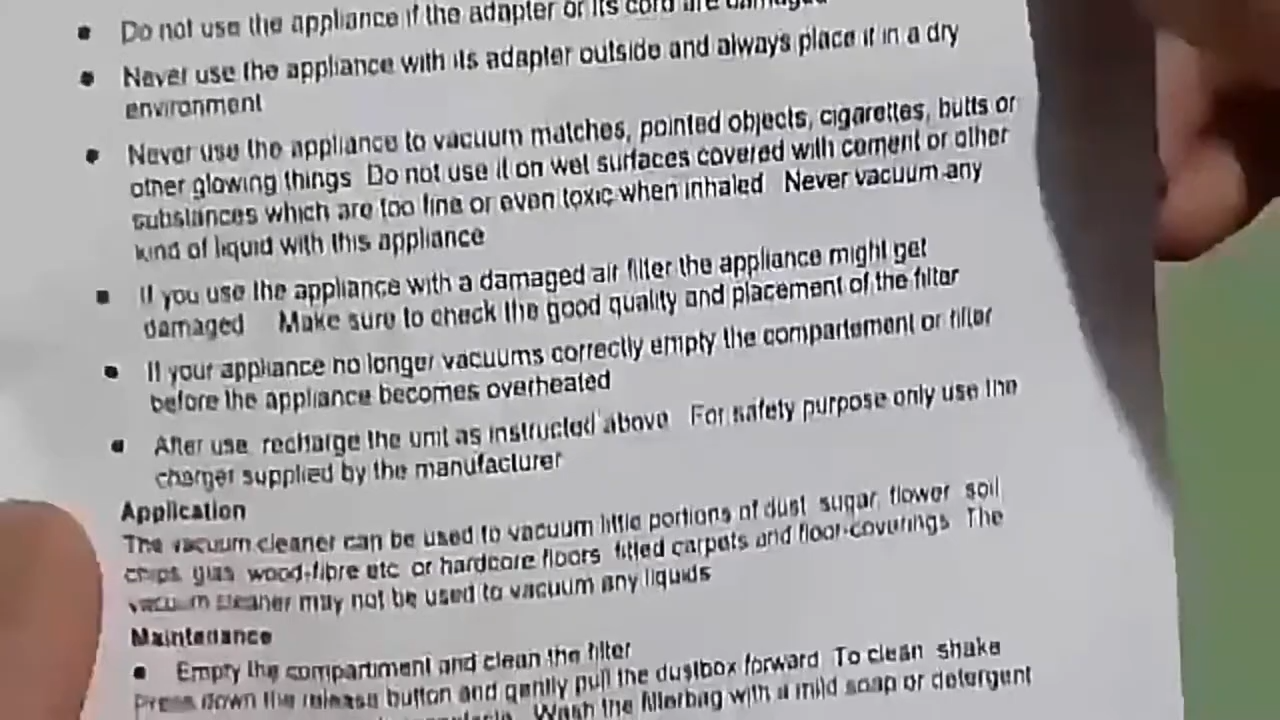 Do not use the appliance if the adapter or its cord are damaged
Never use the appliance with its adapter outside and always place it in a dry
environment
Never use the appliance to vacuum matches, pointed objects, cigarettes, butts or
other glowing things Do not use it on wet surfaces covered with cement or other
substances which are too fine or even toxic when inhaled Never vacuum any
kind of liquid with this appliance
If you use the appliance with a damaged air filter the appliance might get
damaged Make sure to check the good quality and placement of the filter
If your appliance no longer vacuums correctly empty the compartement or filter
before the appliance becomes overheated
After use, recharge the unit as instructed above For safety purpose only use the
charger supplied by the manufacturer
Application
The vacuum cleaner can be used to vacuum little portions of dust sugar, flower soil
chips wood-fibre etc or hardcore floors fitted carpets and floor-coverings The
vacuum cleaner may not be used to vacuum any liquids
Maintenance
Empty the compartment and clean the filter
Press down the release button and gently pull the dustbox forward To clean shake
Wash the filterbag with a mild soap or detergent